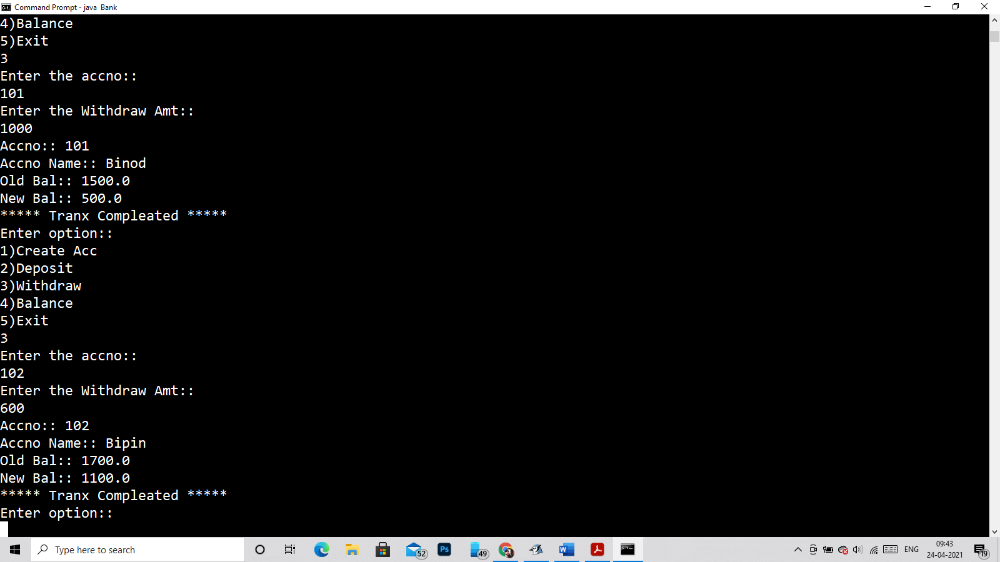 Command Prompt - java  Bank
4)Balance
5)Exit
3
Enter the accno::
101
Enter the Withdraw Amt::
1000
Accno:: 101
Accno Name:: Binod
Old Bal:: 1500.0
New Bal:: 500.0
***** Tranx Compleated *****
Enter option::
1)Create Acc
2)Deposit
3)Withdraw
4)Balance
5)Exit
3
Enter the accno::
102
Enter the Withdraw Amt::
600
Accno:: 102
Accno Name:: Bipin
Old Bal:: 1700.0
New Bal:: 1100.0
***** Tranx Compleated *****
Enter option::
Type here to search
52
Ps
49
W
ENG
09:43
24-04-2021
19